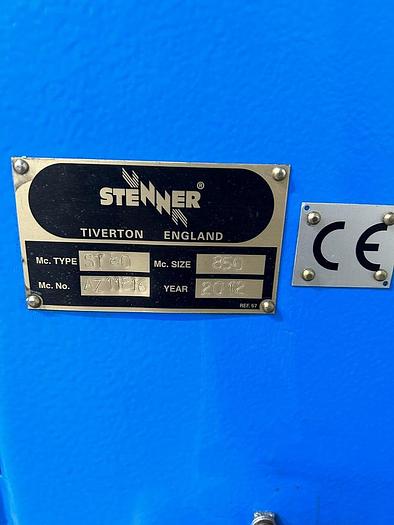 STENNER®
TIVERTON ENGLAND
Mc. TYPE Mc. SIZE 850
Mc. No. YEAR 2012
REF. 57
CE